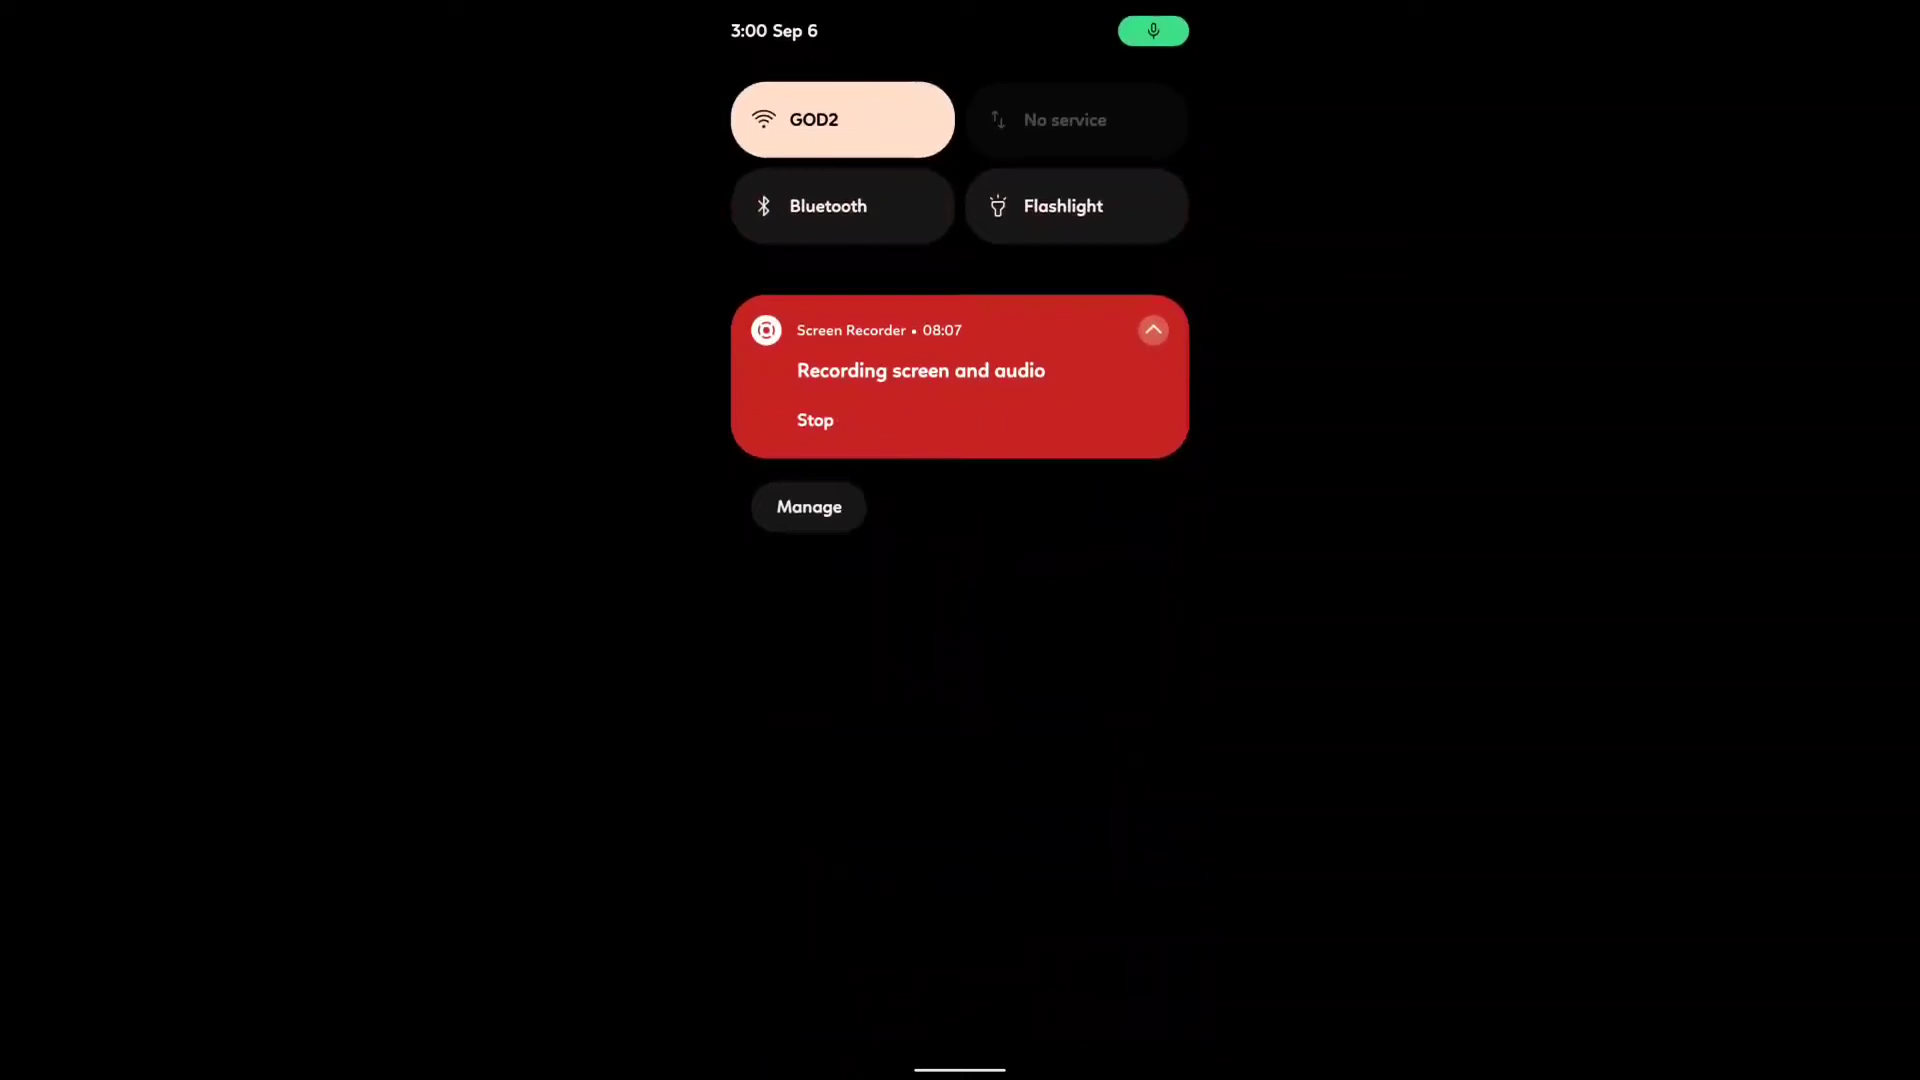 3:00 Sep 6
GOD2
No service
Bluetooth
Flashlight
Screen Recorder • 08:07
Recording screen and audio
Stop
Manage